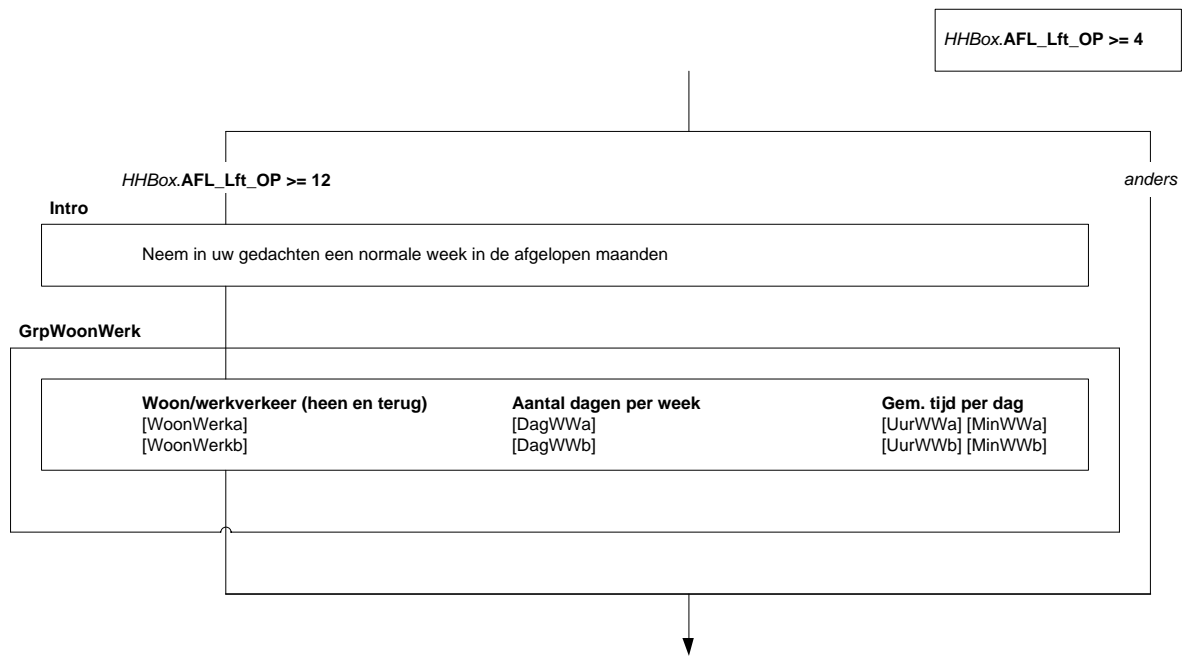 HHBox.AFL_Lft_OP >= 4
HHBox.AFL_Lft_OP >= 12
anders
Intro
Neem in uw gedachten een normale week in de afgelopen maanden
GrpWoonWerk
Woon/werkverkeer (heen en terug) Aantal dagen per week Gem. tijd per dag
[WoonWerka] [DagWWa] [UurWWa] [MinWWa]
[WoonWerkb] [DagWWb] [UurWWb] [MinWWb]